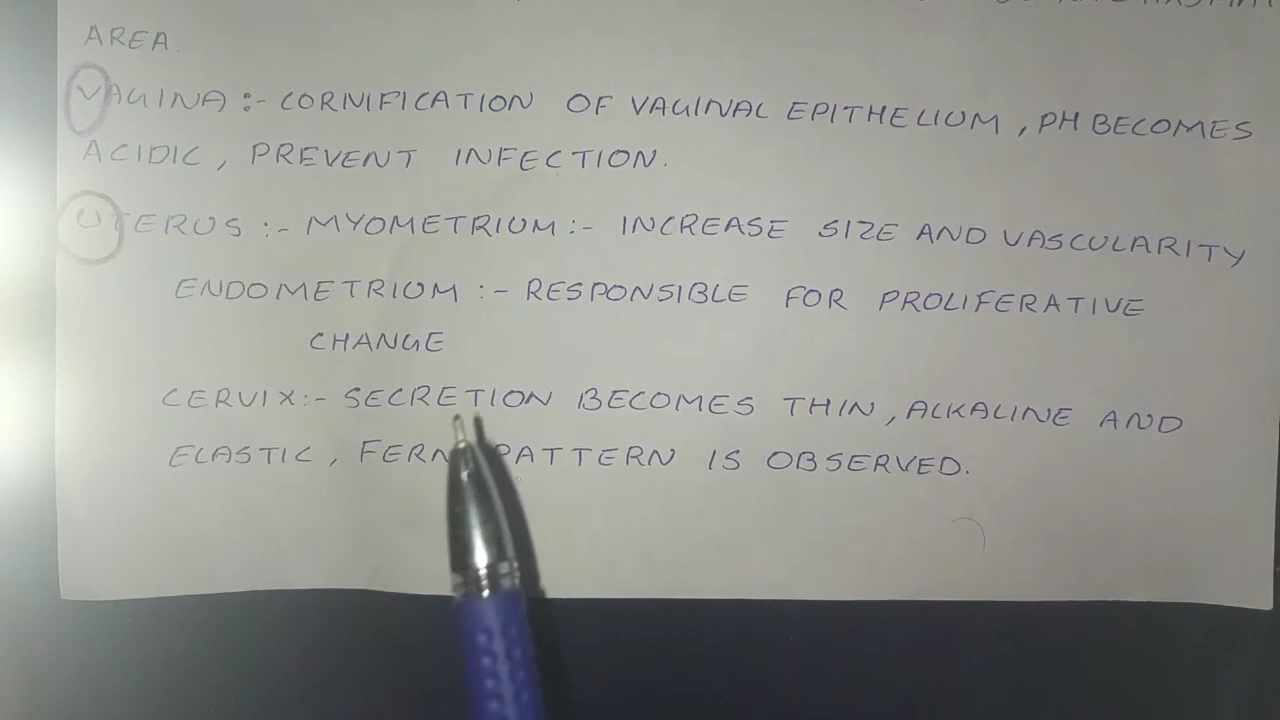 AREA.
VAGINA :- CORNIFICATION OF VAGINAL EPITHELIUM, PH BECOMES
ACIDIC, PREVENT INFECTION.
UTERUS :- MYOMETRIUM :- INCREASE SIZE AND VASCULARITY
ENDOMETRIUM :- RESPONSIBLE FOR PROLIFERATIVE
CHANGE
CERVIX:- SECRETION BECOMES THIN, ALKALINE AND
ELASTIC, FERN PATTERN IS OBSERVED.